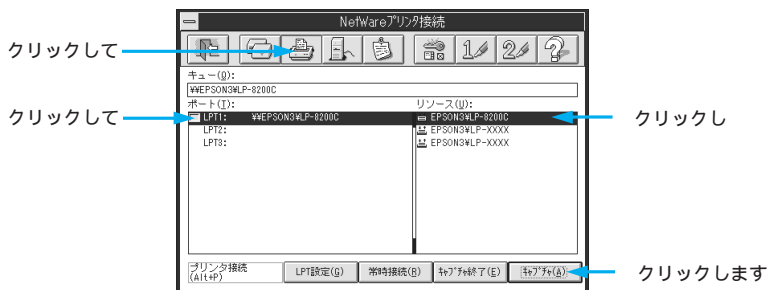 NetWareプリンタ接続
クリックして
キュー(Q):
¥¥EPSON3¥LP-8200C
ポート(I): リソース(U):
クリックして LPT1: ¥¥EPSON3¥LP-8200C EPSON3¥LP-8200C クリックし
LPT2: EPSON3¥LP-XXXX
LPT3: EPSON3¥LP-XXXX
プリンタ接続
(Alt+P)
LPT設定(G) 常時接続(R) キャプチャ終了(E) キャプチャ(A) クリックします